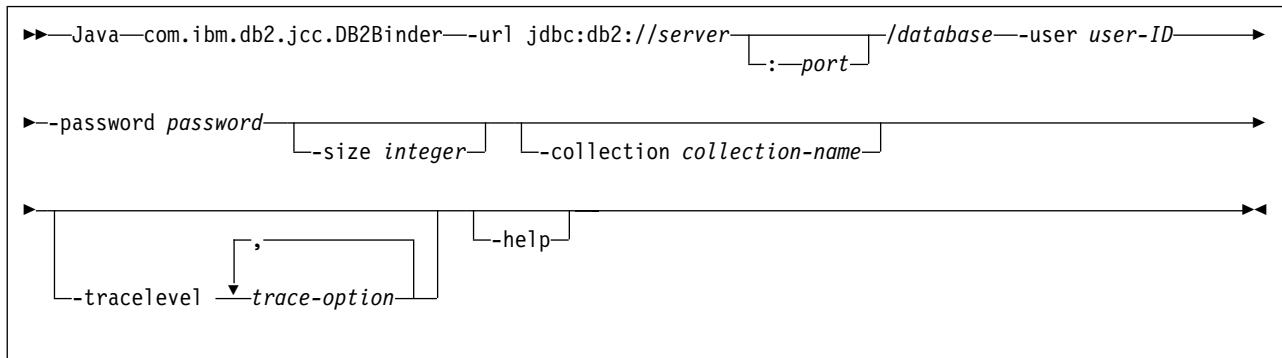 Java com.ibm.db2.jcc.DB2Binder -url jdbc:db2://server /database -user user-ID
: port
-password password
-size integer -collection collection-name
,
-help
-tracelevel trace-option